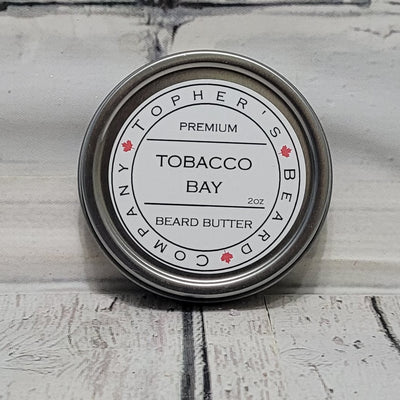 TOPHER'S BEARD COMPANY
PREMIUM
TOBACCO
BAY
2oz
BEARD BUTTER